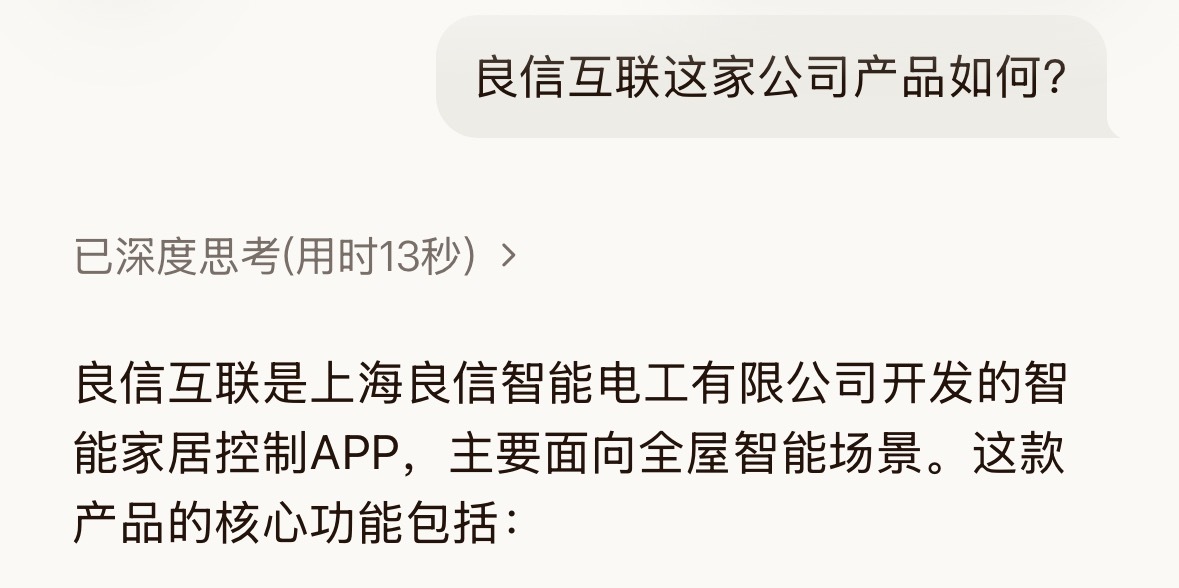 良信互联这家公司产品如何?
已深度思考(用时13秒) >
良信互联是上海良信智能电工有限公司开发的智
能家居控制APP，主要面向全屋智能场景。这款
产品的核心功能包括：